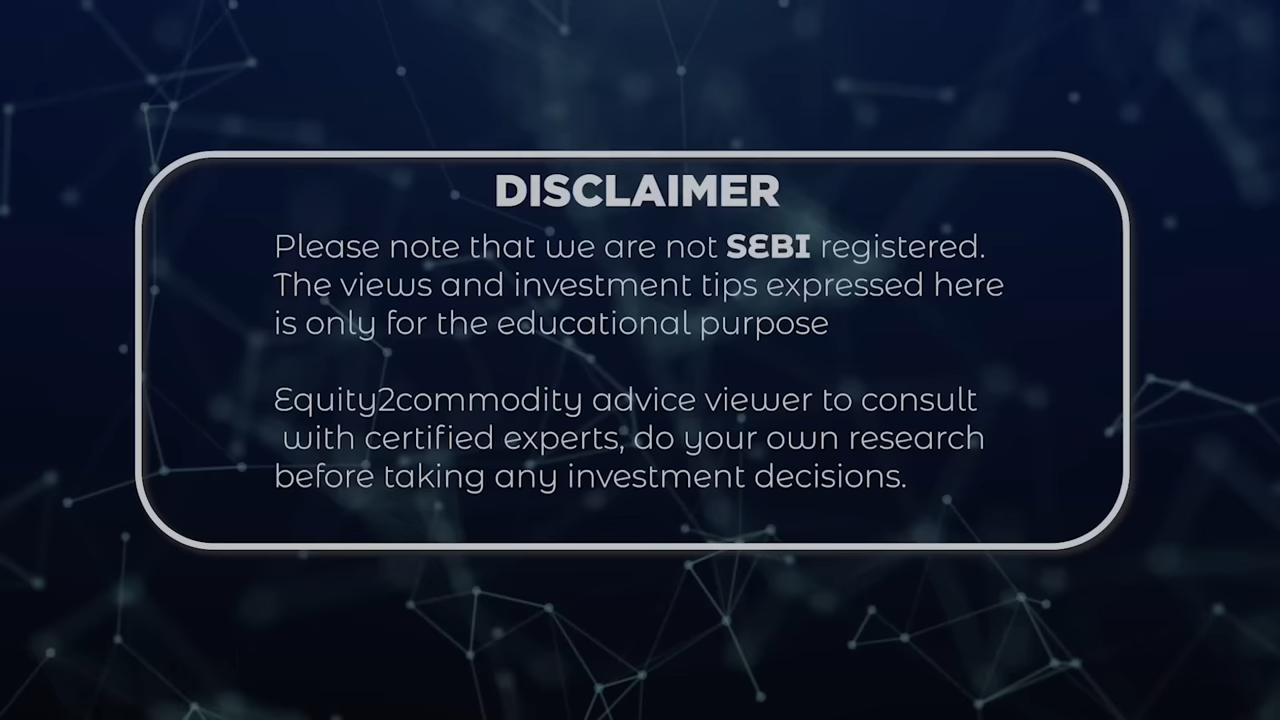 DISCLAIMER
Please note that we are not SEBI registered.
The views and investment tips expressed here
is only for the educational purpose
Equity2commodity advice viewer to consult
with certified experts, do your own research
before taking any investment decisions.